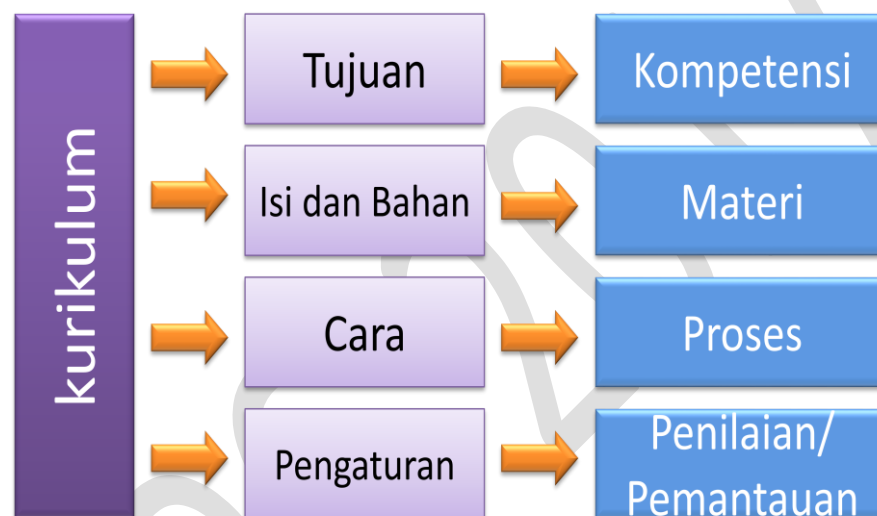 kurikulum
Tujuan
Kompetensi
Isi dan Bahan
Materi
Cara
Proses
Pengaturan
Penilaian/
Pemantauan